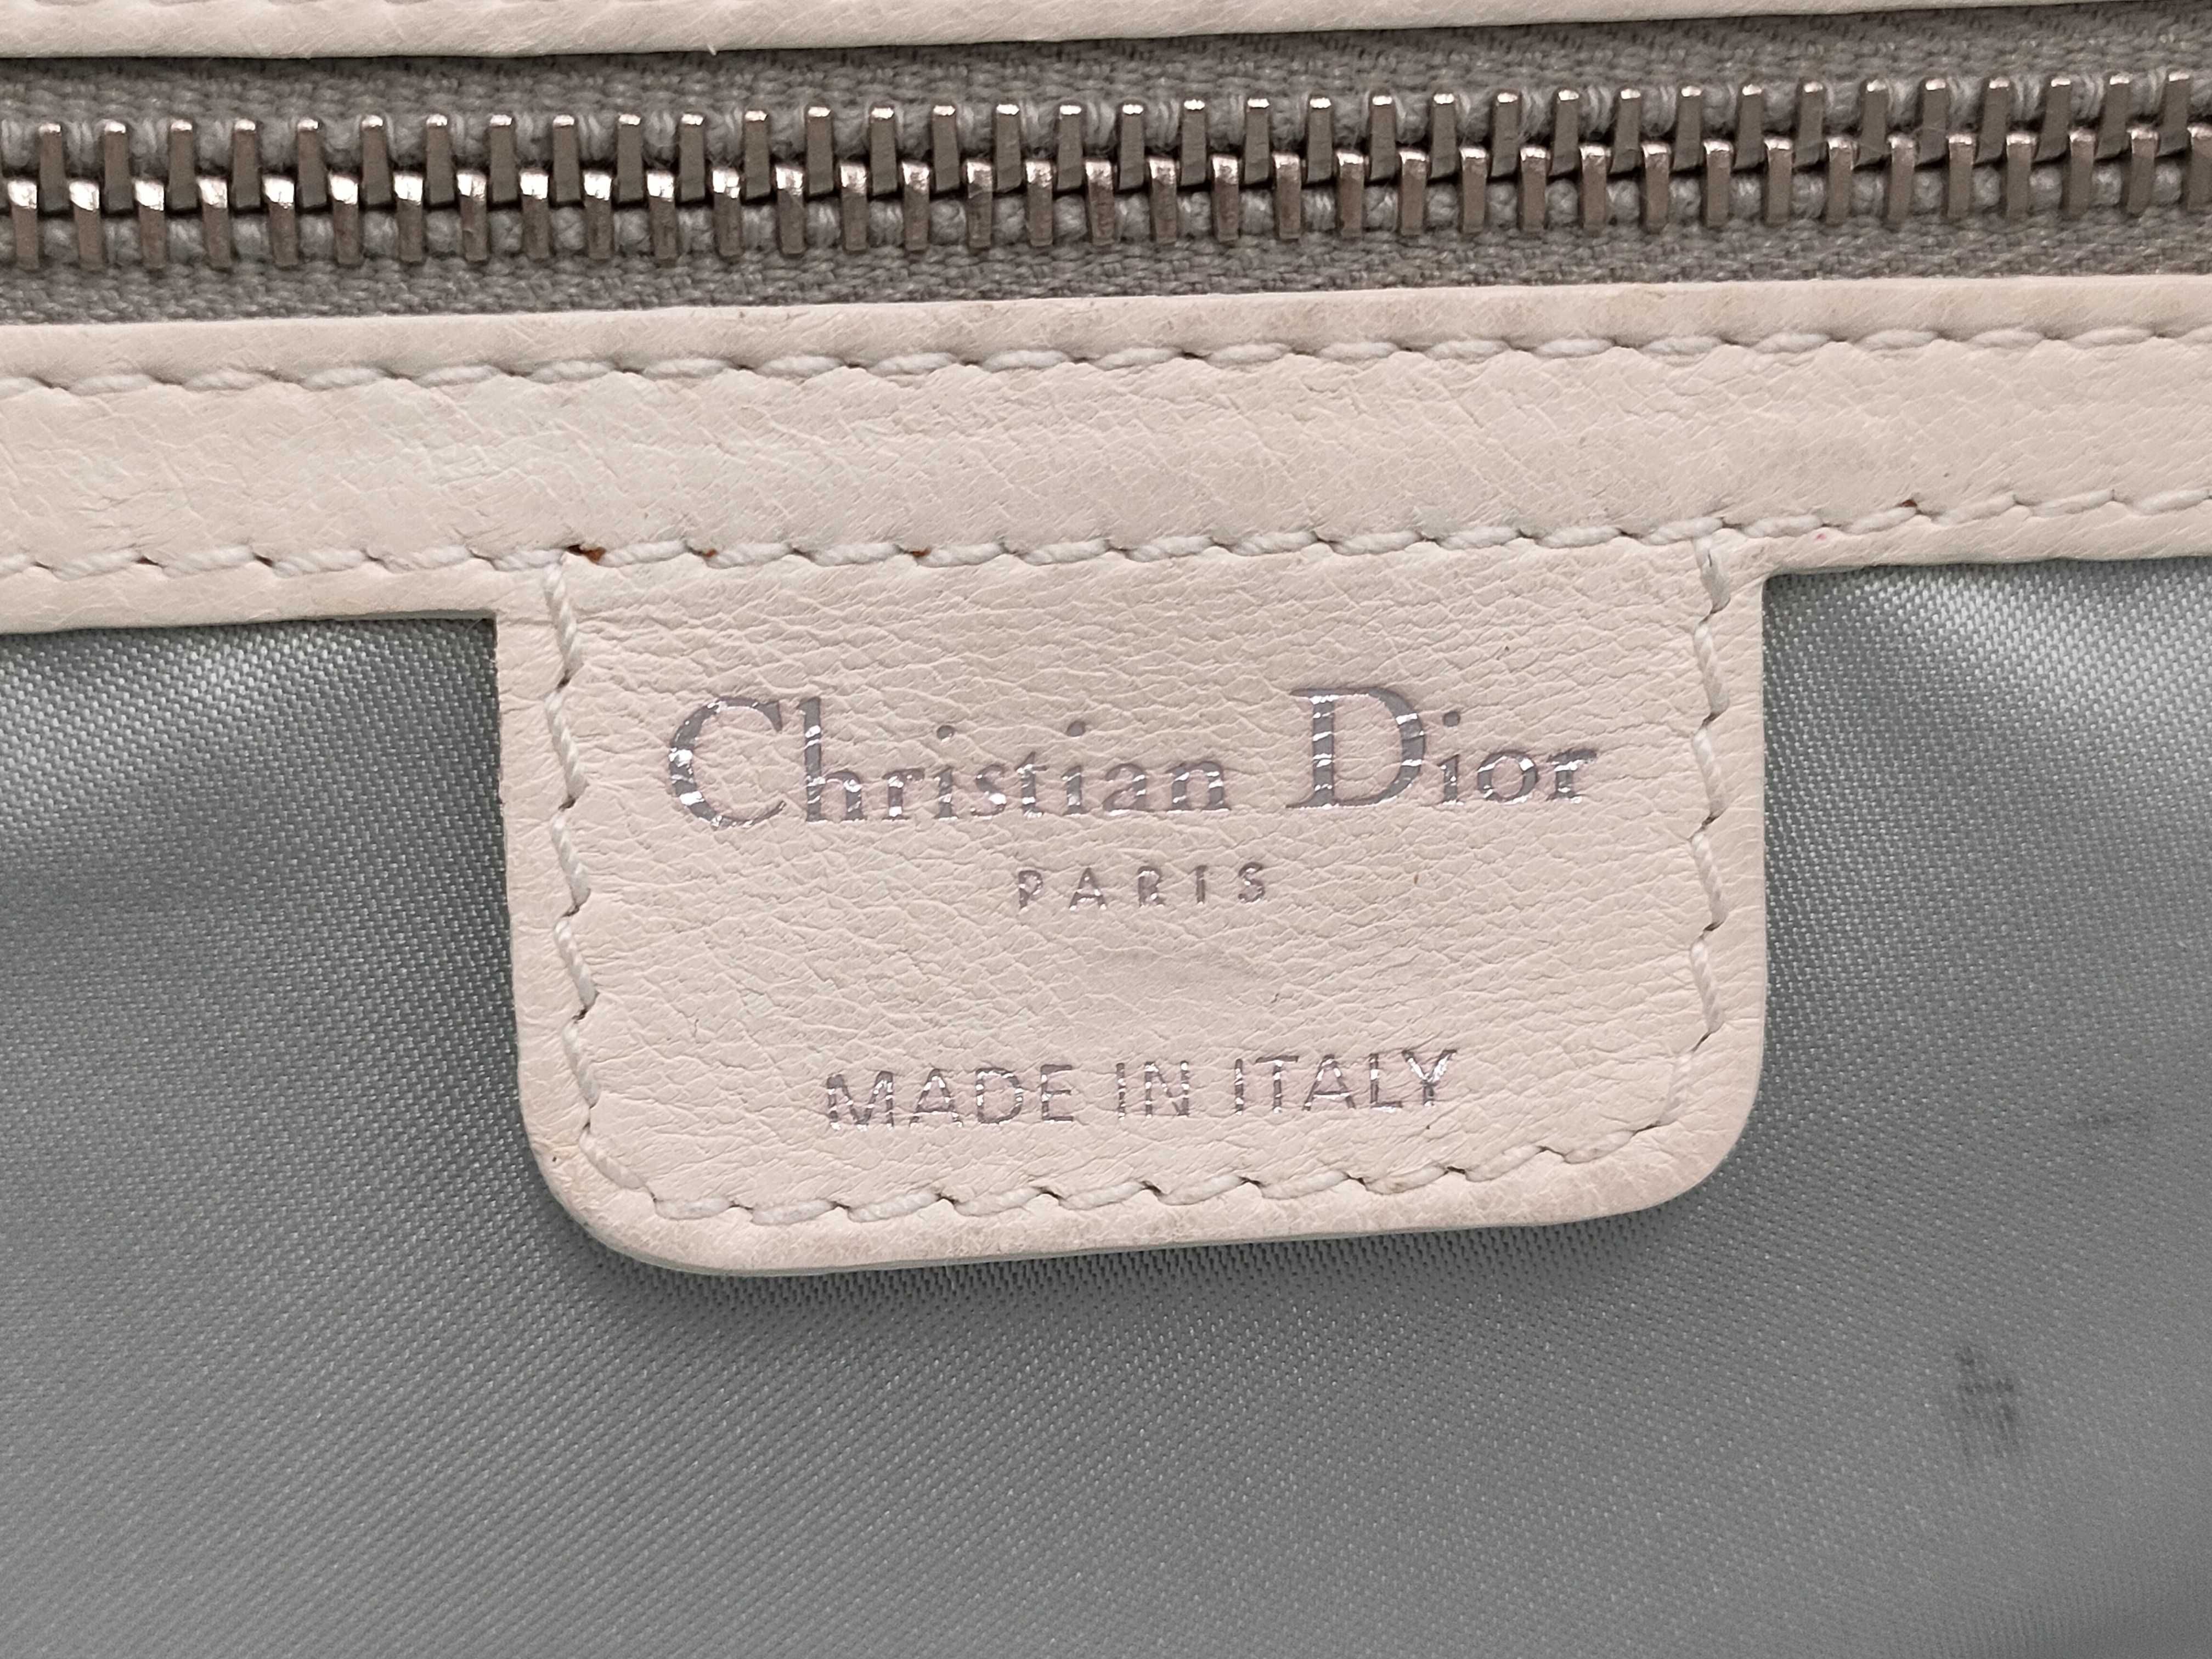 Christian Dior
PARIS
MADE IN ITALY